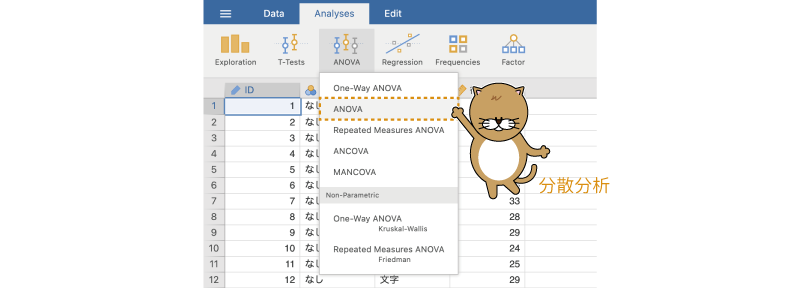 Data Analyses Edit
Exploration T-Tests ANOVA Regression Frequencies Factor
ID
One-Way ANOVA
ANOVA
Repeated Measures ANOVA
ANCOVA
MANCOVA
Non-Parametric
One-Way ANOVA
Kruskal-Wallis
Repeated Measures ANOVA
Friedman
分散分析
1 1 なし
2 2 なし
3 3 なし
4 4 なし
5 5 なし
6 6 なし
7 7 なし 33
8 8 なし 28
9 9 なし 29
10 10 なし 24
11 11 なし 25
12 12 なし 文字 29